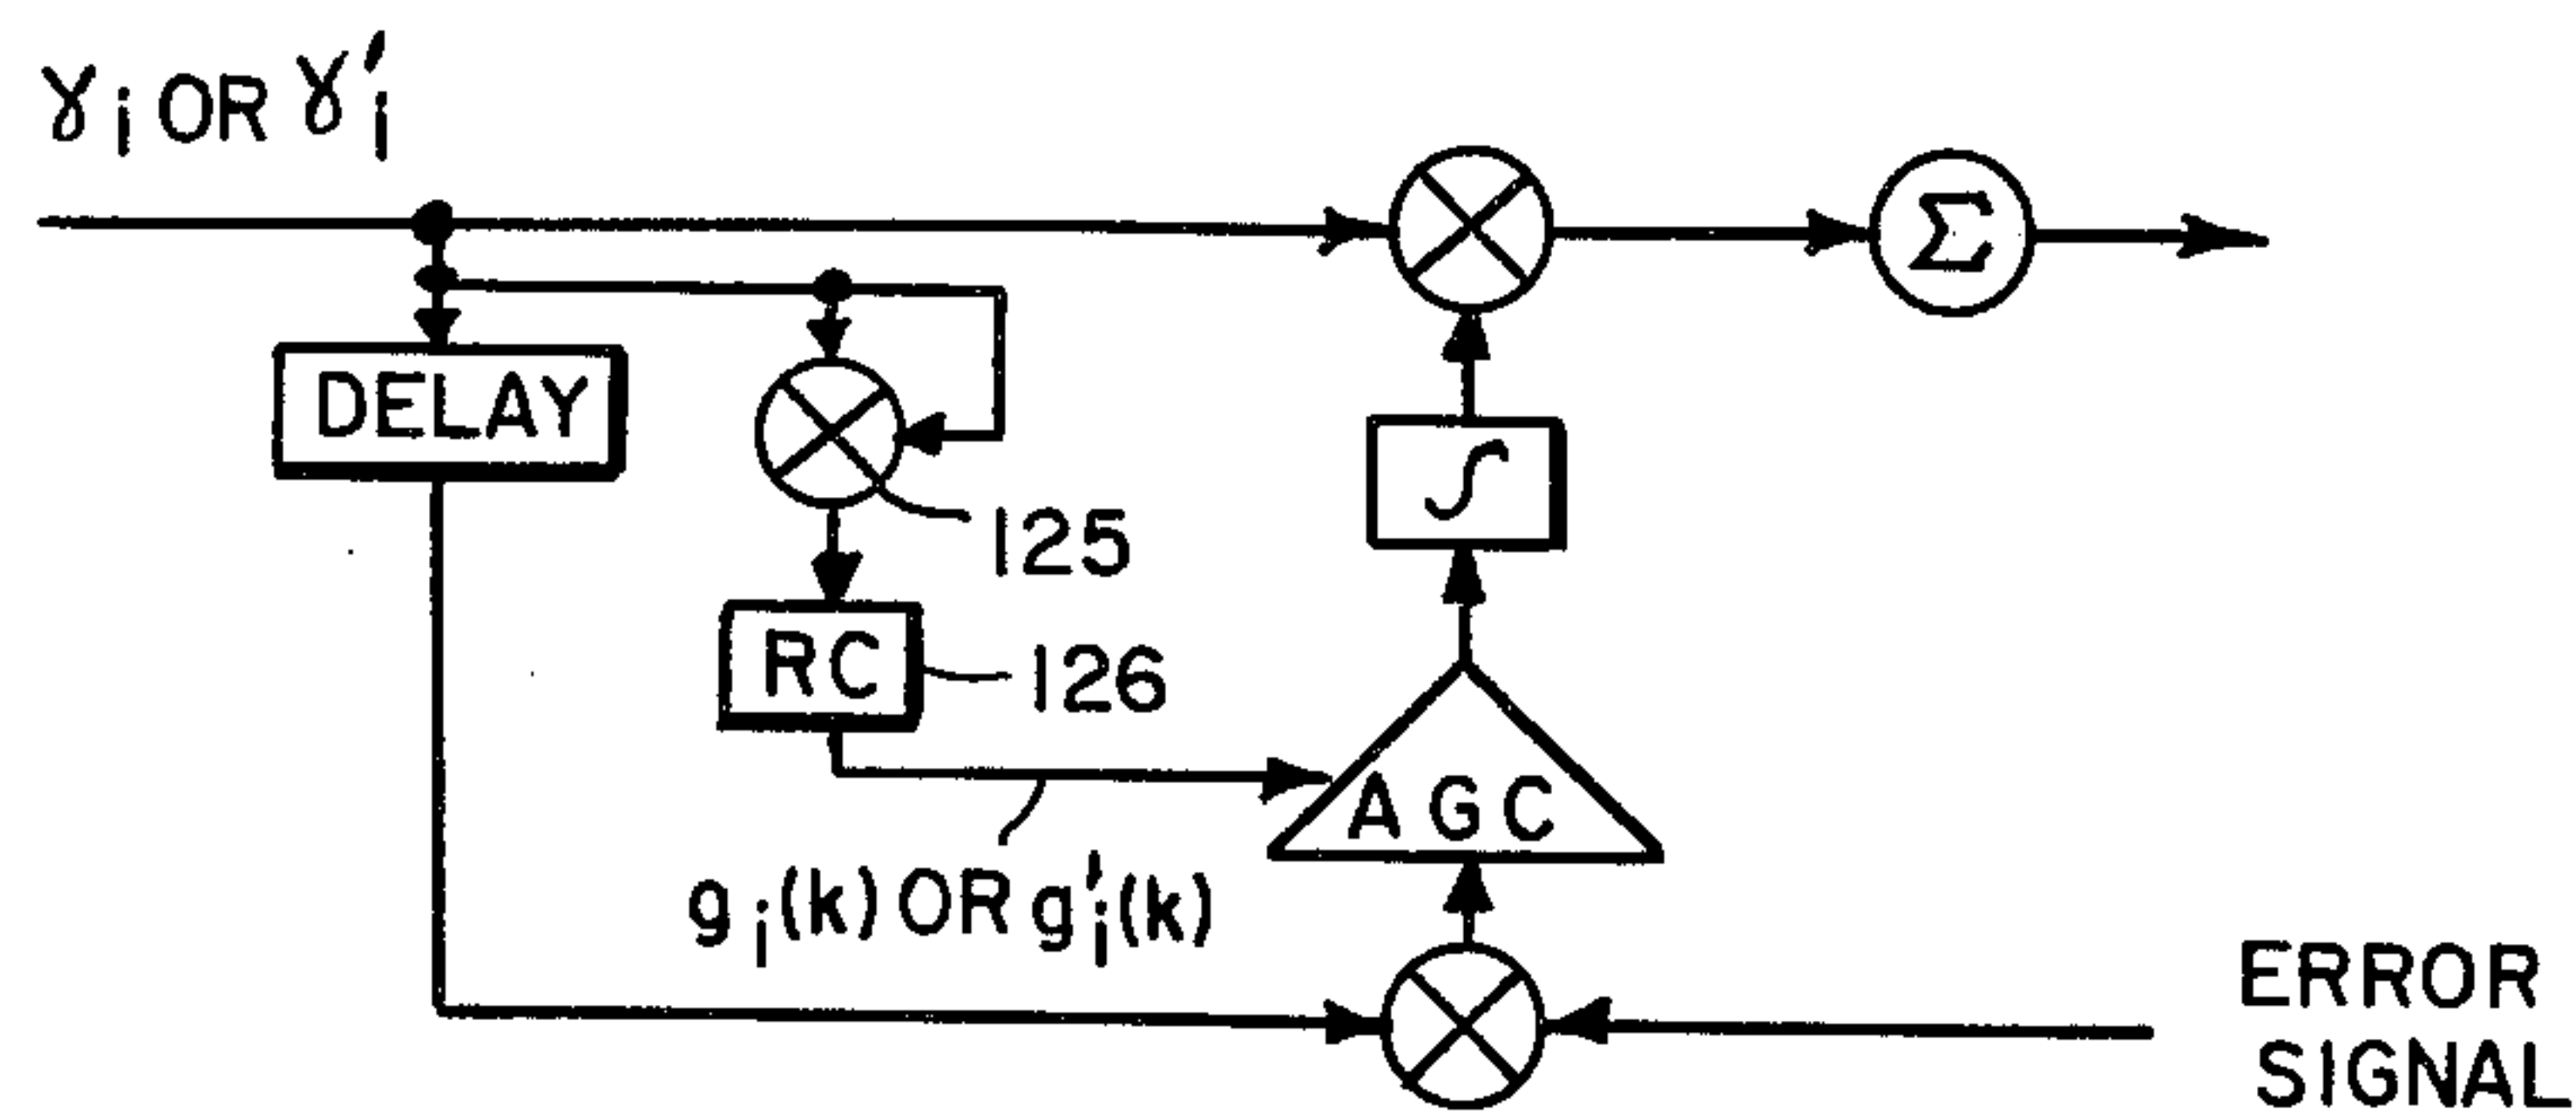 γi OR γ'i
Σ
DELAY
∫
125
RC
126
AGC
gi(k) OR g'i(k)
ERROR
SIGNAL